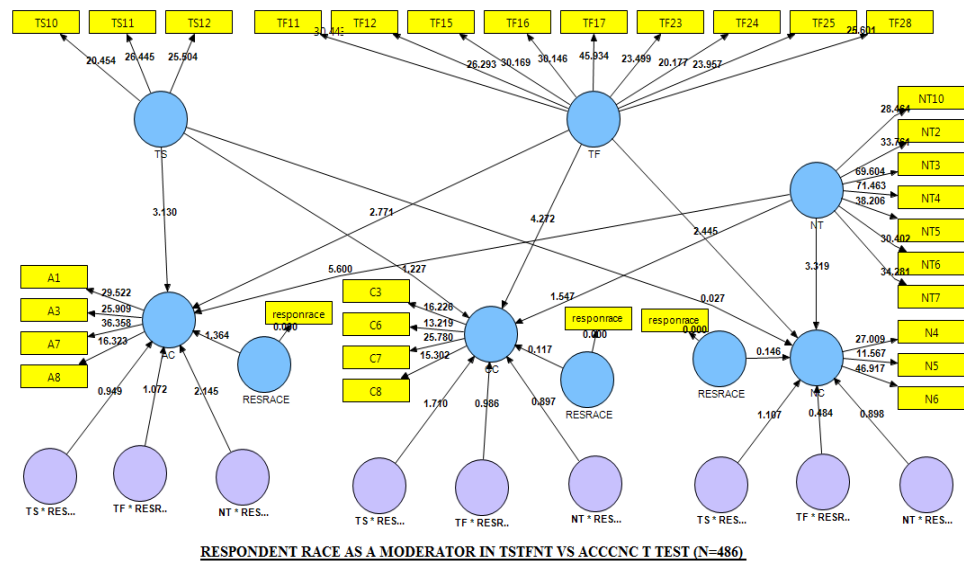 TS10 TS11 TS12 TF11 TF12 TF15 TF16 TF17 TF23 TF24 TF25 TF28
30.443 25.601
20.454 26.445 25.504 26.293 30.169 30.146 45.934 23.499 20.177 23.957
TS TF
NT10
28.464
NT2
33.764
NT3
69.604
NT4
71.463
38.206
NT5
NT
30.402
NT6
34.281
NT7
3.130 2.771 4.272 2.445 3.319
5.600 1.227 1.547 0.027
A1
29.522
A3
25.909
A7
36.358
A8
16.323
AC
1.364
responrace
0.000
RESRACE
C3
16.226
C6
13.219
C7
25.780
C8
15.302
0.117
responrace
0.000
RESRACE
responrace
0.000
RESRACE
0.146
NC
N4
27.009
N5
11.567
N6
46.917
0.949 1.072 2.145 1.710 0.986 0.897 1.107 0.484 0.898
TS * RES... TF * RESR.. NT * RES... TS * RES... TF * RESR.. NT * RES... TS * RES... TF * RESR.. NT * RES...
RESPONDENT RACE AS A MODERATOR IN TSTFNT VS ACCCNC T TEST (N=486)